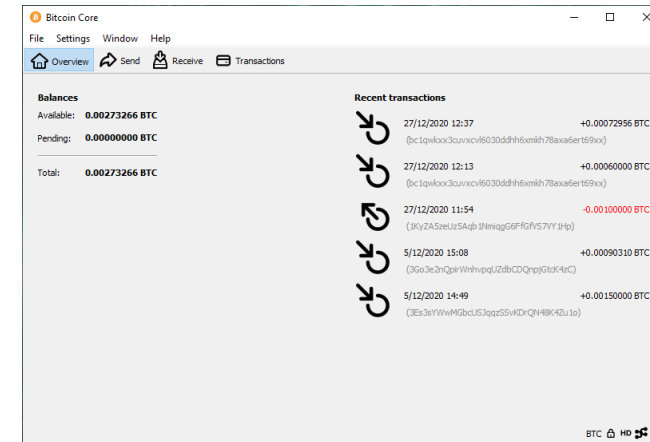 Bitcoin Core
File Settings Window Help
Overview Send Receive Transactions
Balances
Available: 0.00273266 BTC
Pending: 0.00000000 BTC
Total: 0.00273266 BTC
Recent transactions
27/12/2020 12:37 +0.00072956 BTC
(bc1qwkxx3cuvxcvl6030ddhh6xmkh78axa6ert69xx)
27/12/2020 12:13 +0.00060000 BTC
(bc1qwkxx3cuvxcvl6030ddhh6xmkh78axa6ert69xx)
27/12/2020 11:54 -0.00100000 BTC
(1KyZA5zeUz5Aqb1NmiqgG6FfGfVS7VY1Hp)
5/12/2020 15:08 +0.00090310 BTC
(3Go3e2nQpirWnhvpqUZdbCDQnpjGtcK4zC)
5/12/2020 14:49 +0.00150000 BTC
(3Es3sYWwMGbcUSJqqzSSvKDrQN48K4Zu1o)
BTC HD